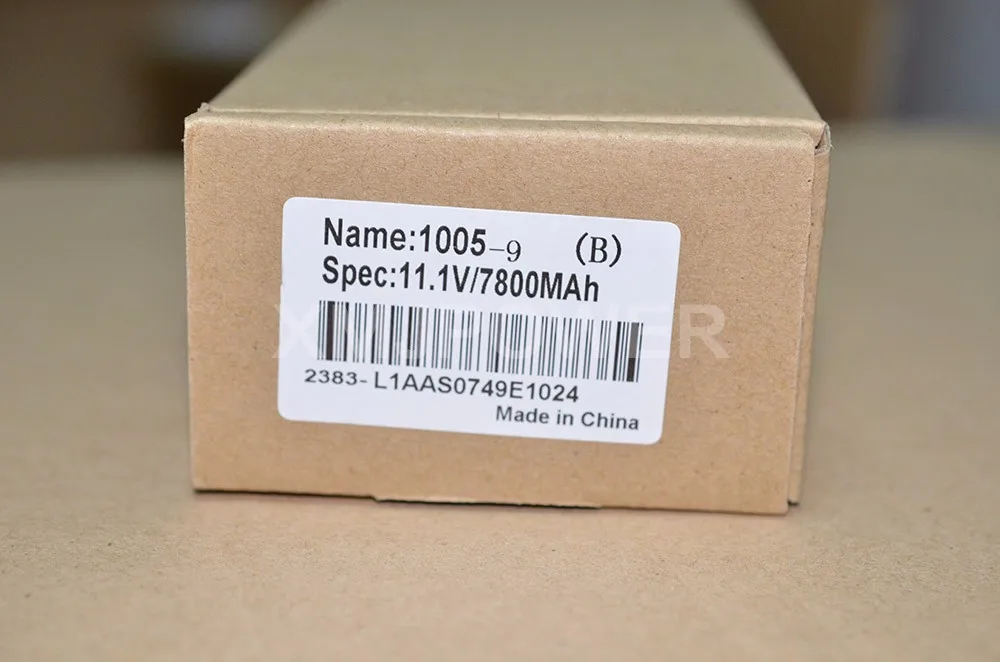 Name:1005-9 (B)
Spec:11.1V/7800MAh
2383- L1AAS0749E1024
Made in China